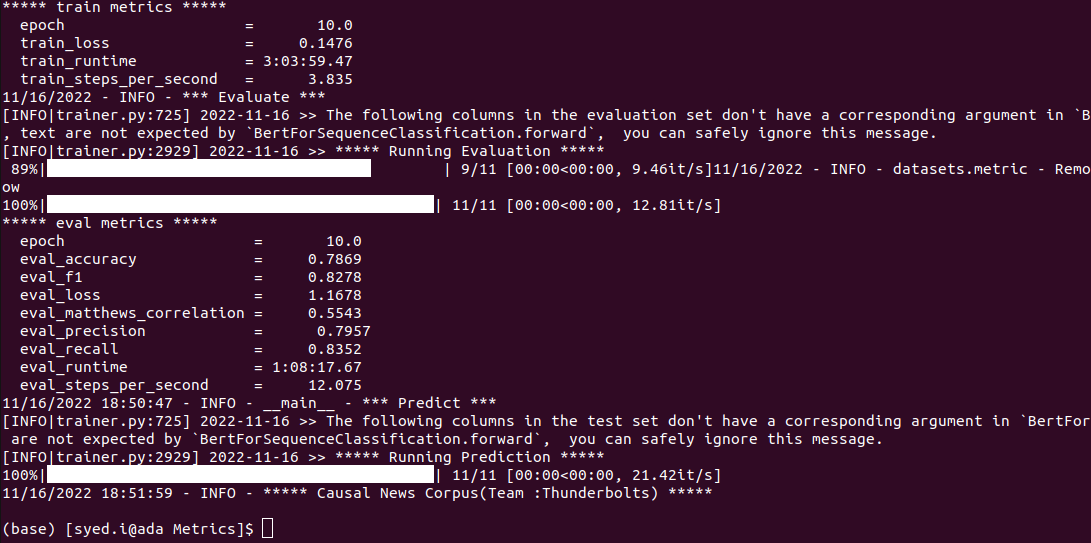 ***** train metrics *****
  epoch                    =       10.0
  train_loss               =     0.1476
  train_runtime            = 3:03:59.47
  train_steps_per_second   =      3.835
11/16/2022 - INFO - *** Evaluate ***
[INFO|trainer.py:725] 2022-11-16 >> The following columns in the evaluation set don't have a corresponding argument in `B
, text are not expected by `BertForSequenceClassification.forward`,  you can safely ignore this message.
[INFO|trainer.py:2929] 2022-11-16 >> ***** Running Evaluation *****
 89%|          | 9/11 [00:00<00:00, 9.46it/s]11/16/2022 - INFO - datasets.metric - Remo
ow
100%|          | 11/11 [00:00<00:00, 12.81it/s]
***** eval metrics *****
  epoch                     =       10.0
  eval_accuracy             =     0.7869
  eval_f1                   =     0.8278
  eval_loss                 =     1.1678
  eval_matthews_correlation =     0.5543
  eval_precision            =      0.7957
  eval_recall               =     0.8352
  eval_runtime              = 1:08:17.67
  eval_steps_per_second     =     12.075
11/16/2022 18:50:47 - INFO - __main__ - *** Predict ***
[INFO|trainer.py:725] 2022-11-16 >> The following columns in the test set don't have a corresponding argument in `BertFor
 are not expected by `BertForSequenceClassification.forward`,  you can safely ignore this message.
[INFO|trainer.py:2929] 2022-11-16 >> ***** Running Prediction *****
100%|          | 11/11 [00:00<00:00, 21.42it/s]
11/16/2022 18:51:59 - INFO - ***** Causal News Corpus(Team :Thunderbolts) *****
(base) [syed.i@ada Metrics]$